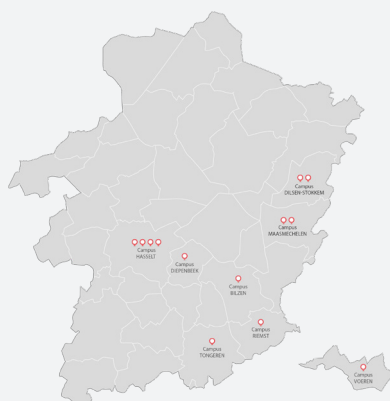 Campus
DILSEN-STOKKEM
Campus
MAASMECHELEN
Campus
HASSELT
Campus
DIEPENBEEK
Campus
BILZEN
Campus
RIEMST
Campus
TONGEREN
Campus
VOEREN